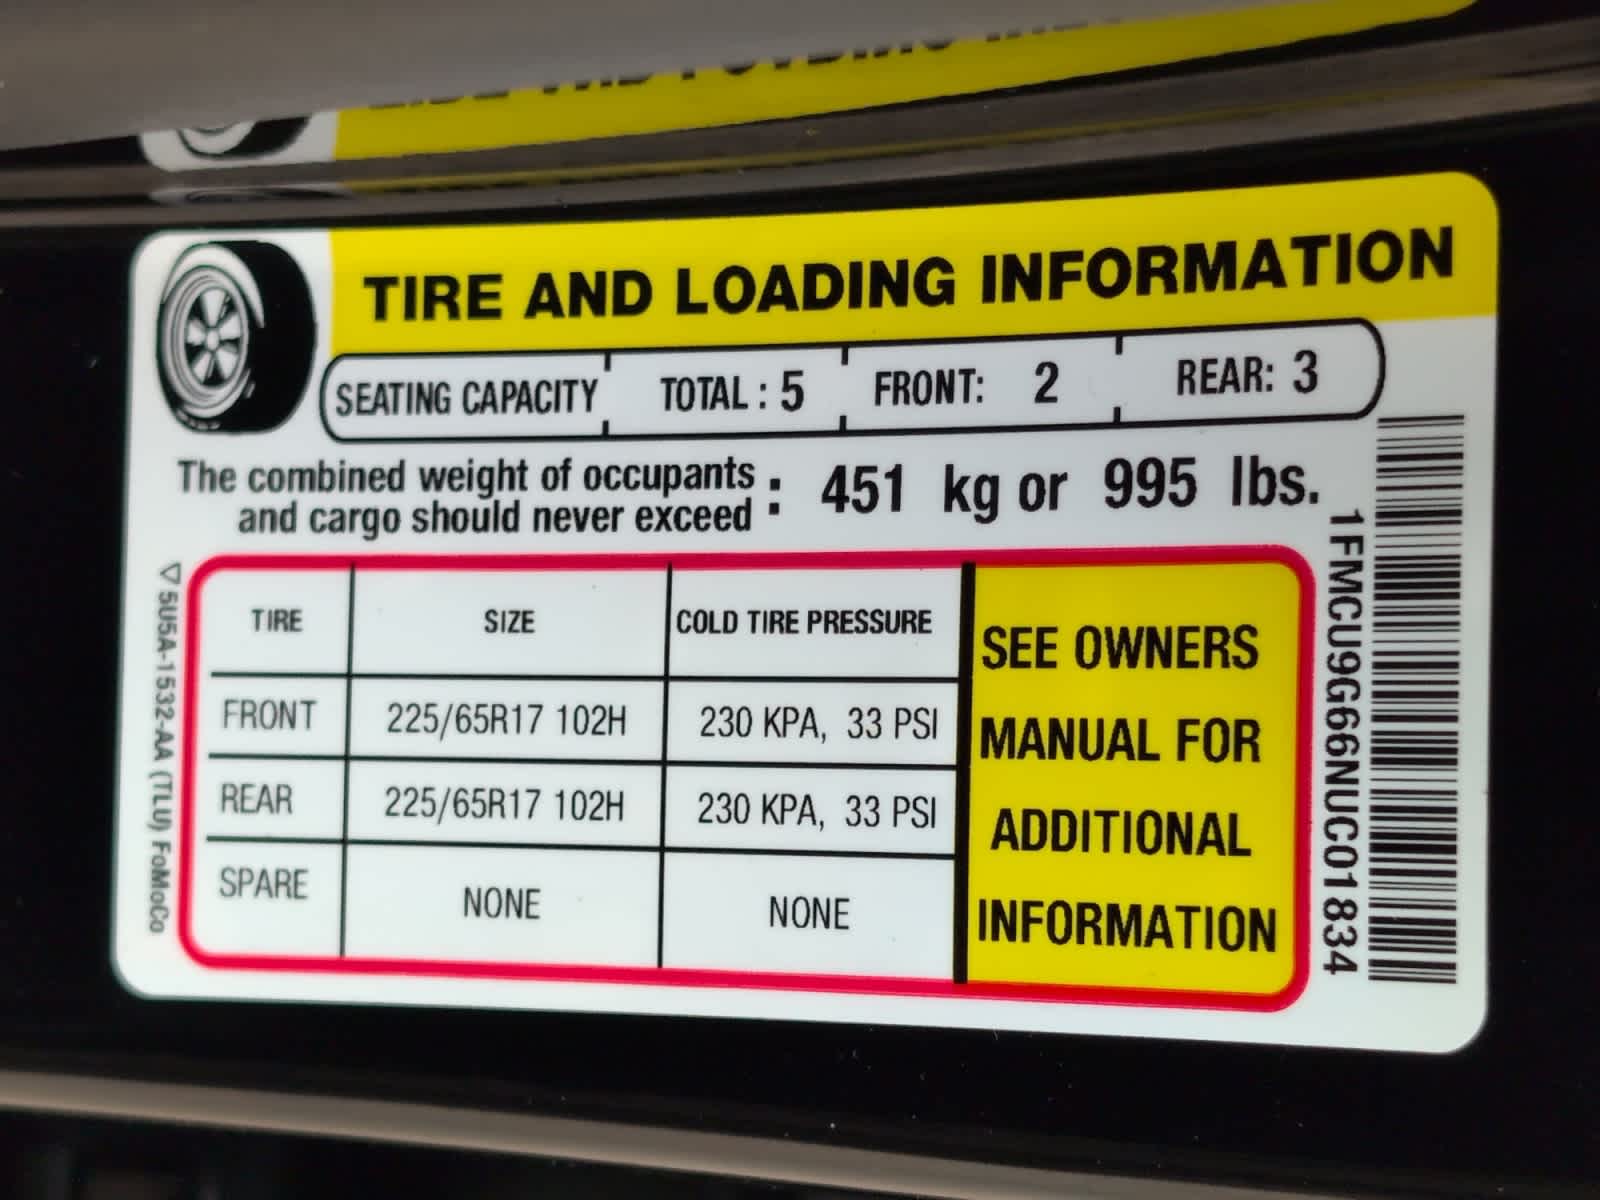 TIRE AND LOADING INFORMATION
SEATING CAPACITY TOTAL : 5 FRONT: 2 REAR: 3
The combined weight of occupants
and cargo should never exceed : 451 kg or 995 lbs.
TIRE SIZE COLD TIRE PRESSURE
FRONT 225/65R17 102H 230 KPA, 33 PSI
REAR 225/65R17 102H 230 KPA, 33 PSI
SPARE NONE NONE
SEE OWNERS
MANUAL FOR
ADDITIONAL
INFORMATION
1FMCU9G66NUC01834
5U5A-1532-AA (TLU) FoMoCo